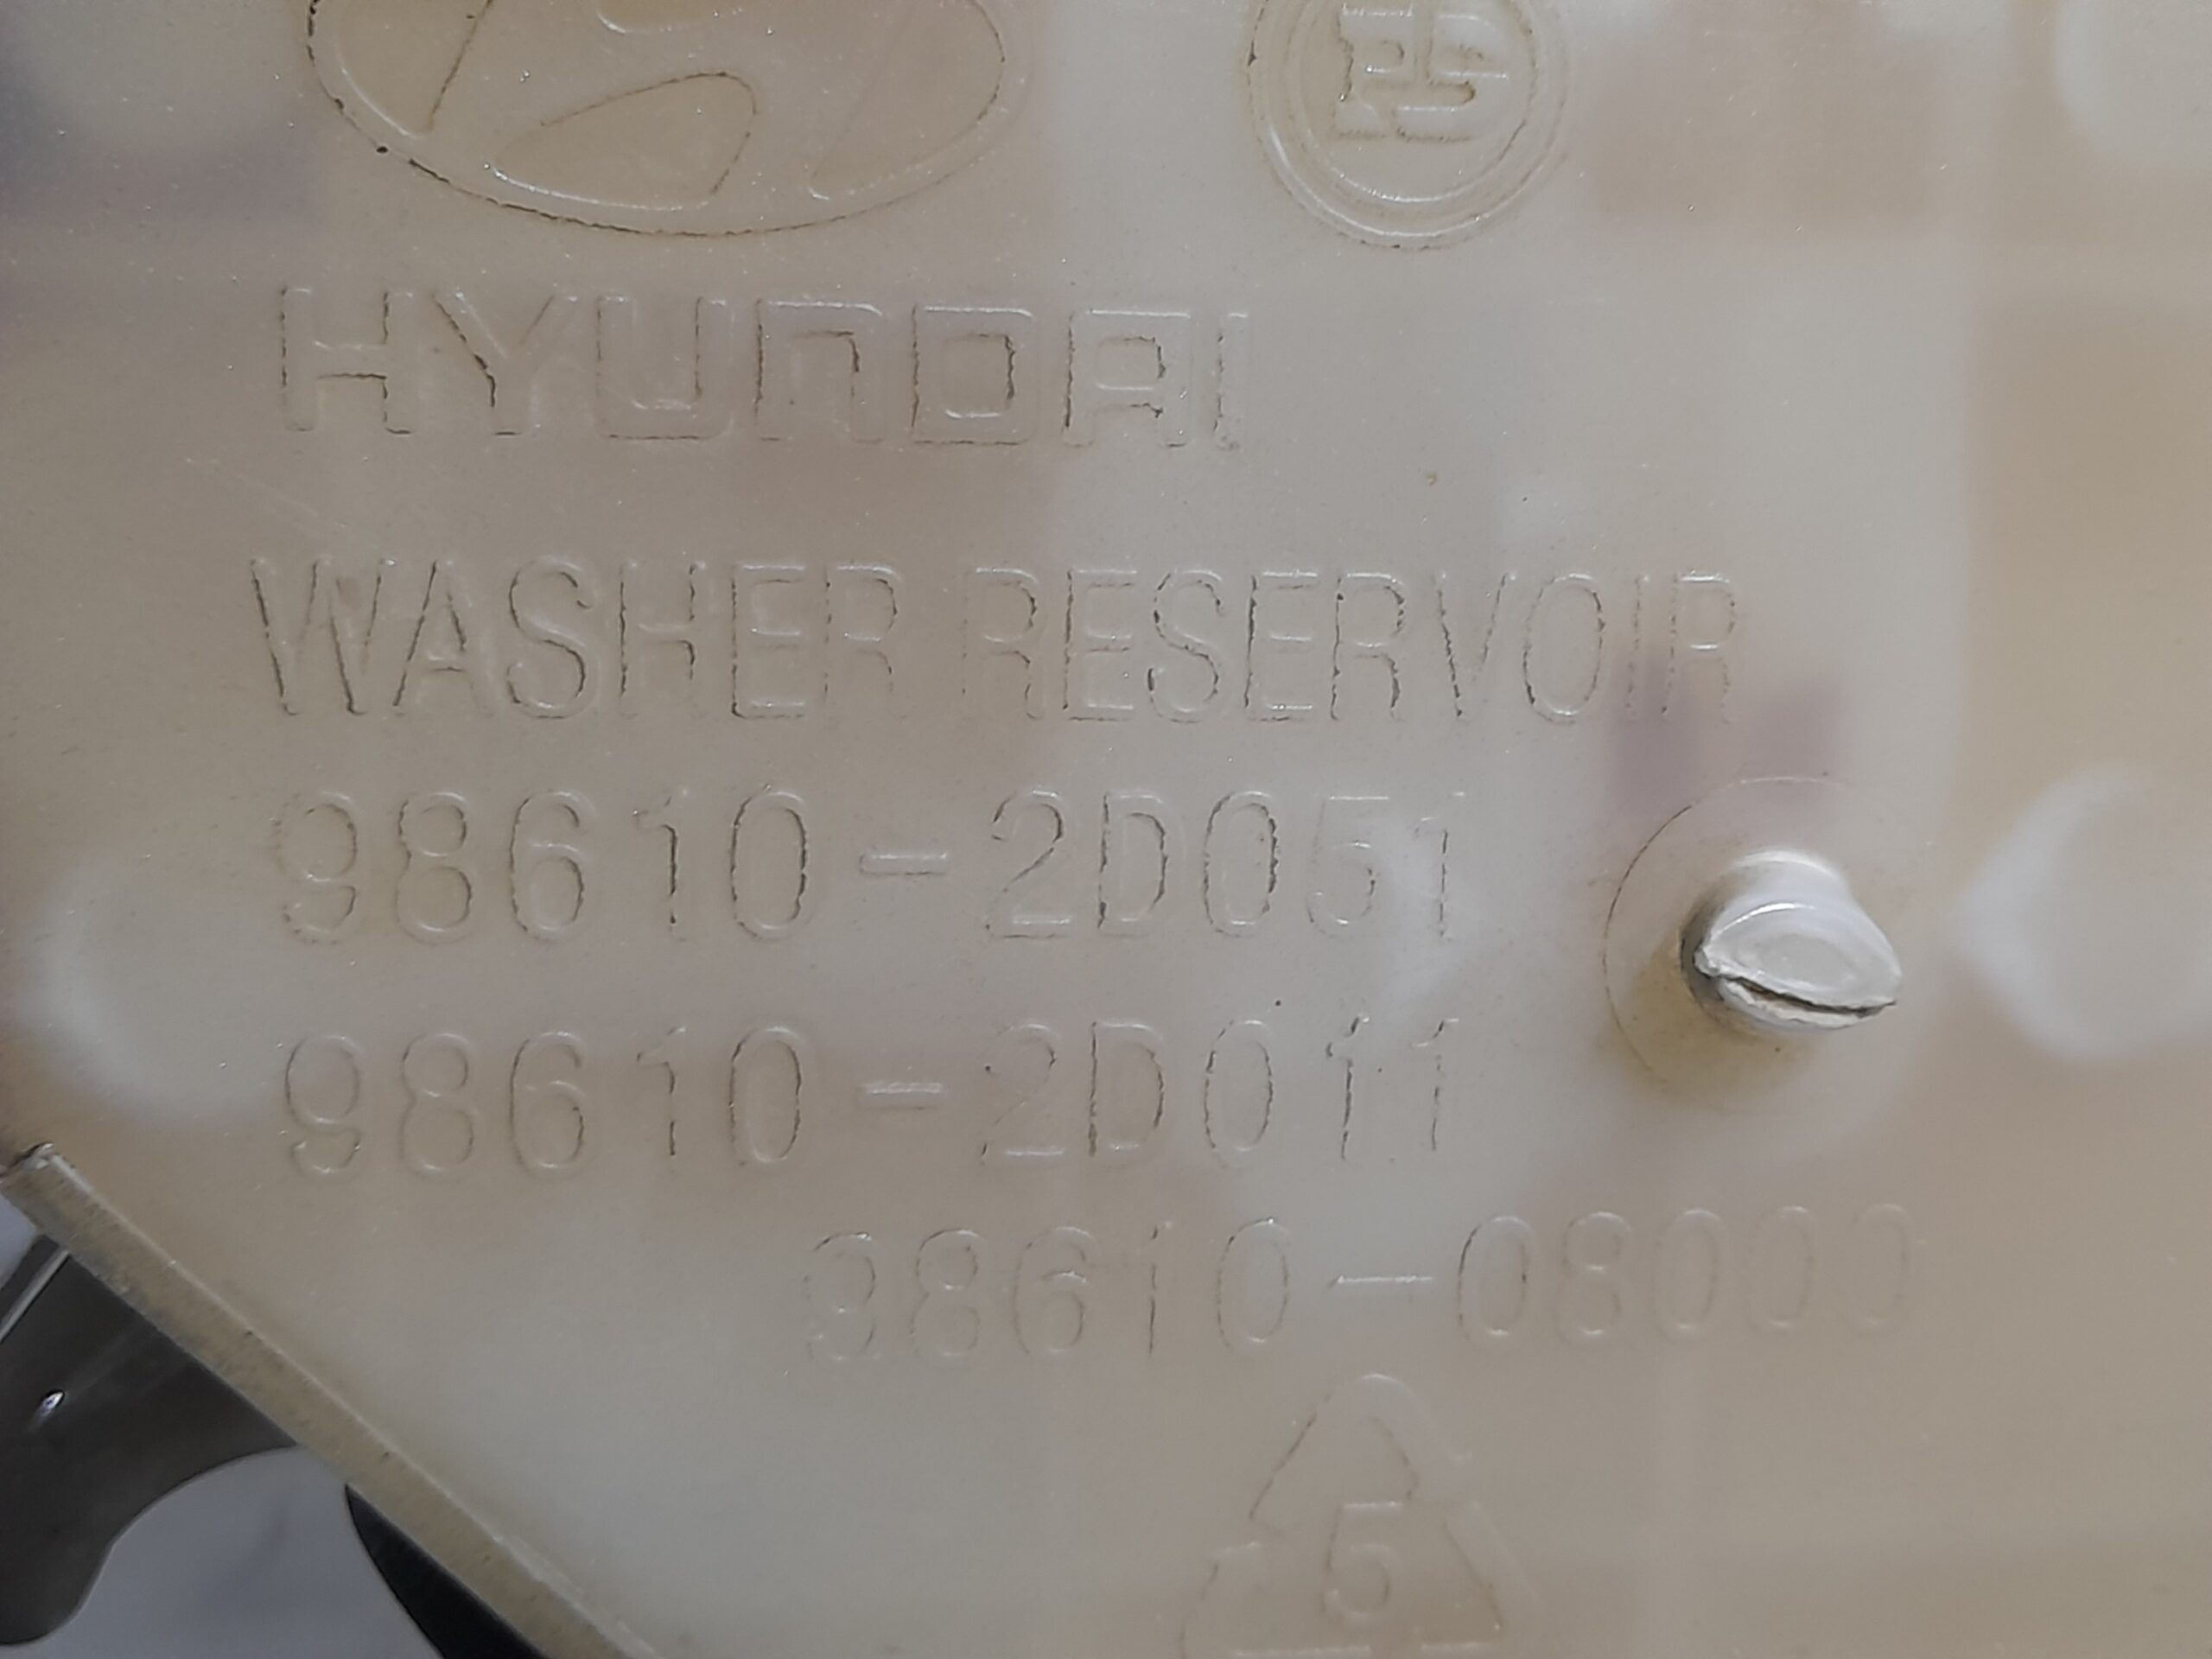 HYUNDAI
WASHER RESERVOIR
98610-2D051
98610-2D011
98610-08000
5